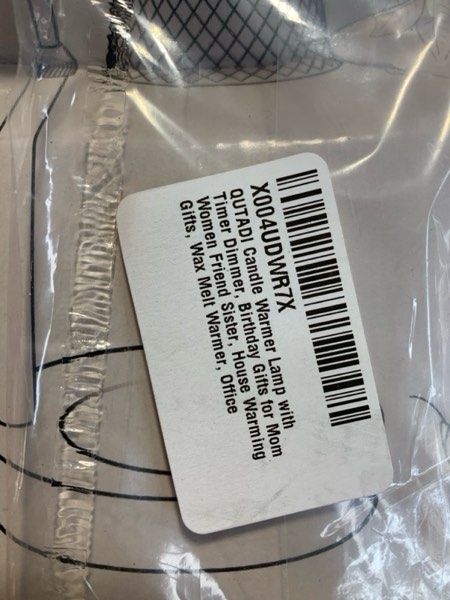 X004UDWR7X
QUTADI Candle Warmer Lamp with
Timer Dimmer, Birthday Gifts for Mom
Women Friend Sister, House Warming
Gifts, Wax Melt Warmer, Office